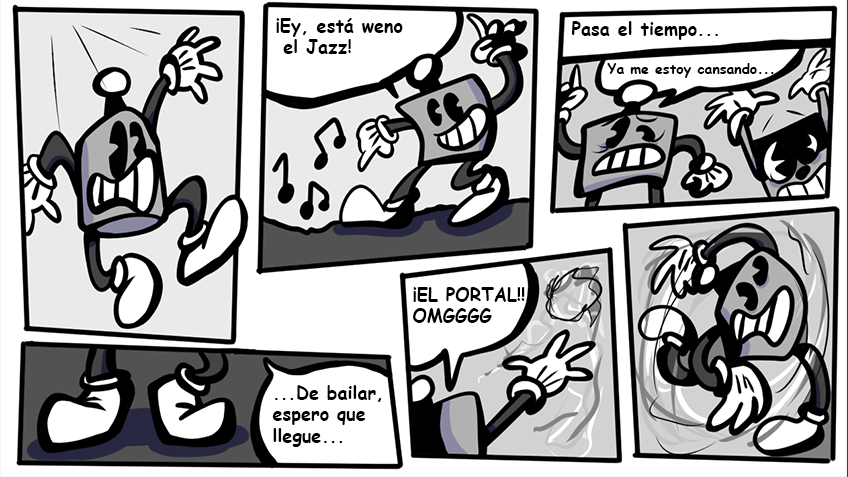 ¡Ey, está weno
el Jazz!
Pasa el tiempo...
Ya me estoy cansando...
...De bailar,
espero que
llegue...
¡EL PORTAL!!
OMGGGG